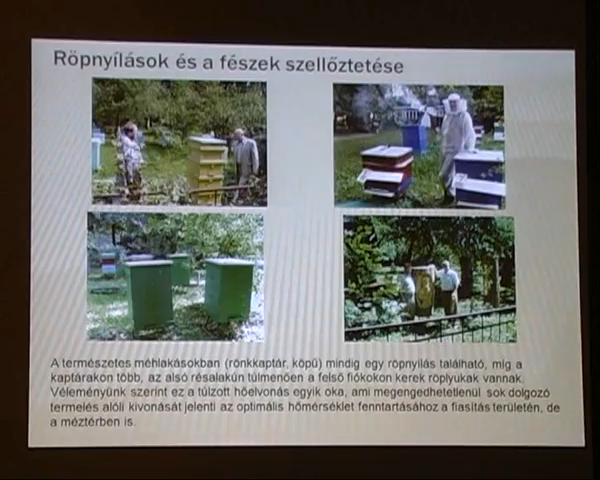 Röpnyílások és a fészek szellőztetése
A természetes méhlakásokban (rönkkaptár, köpű) mindig egy röpnyílás található, míg a
kaptárakon több, az alsó résalakún túlmenően a felső fiókokon kerek röplyukak vannak.
Véleményünk szerint ez a túlzott hőelvonás egyik oka, ami megengedhetetlenül sok dolgozó
termelés alóli kivonását jelenti az optimális hőmérséklet fenntartásához a fiasítás területén, de
a méztérben is.